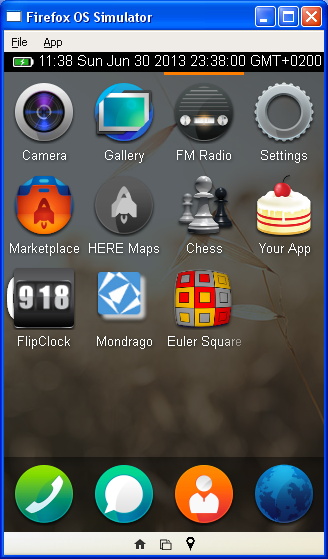 Firefox OS Simulator
File App
11:38 Sun Jun 30 2013 23:38:00 GMT+0200
Camera Gallery FM Radio Settings
Marketplace HERE Maps Chess Your App
918
FlipClock Mondrago Euler Square